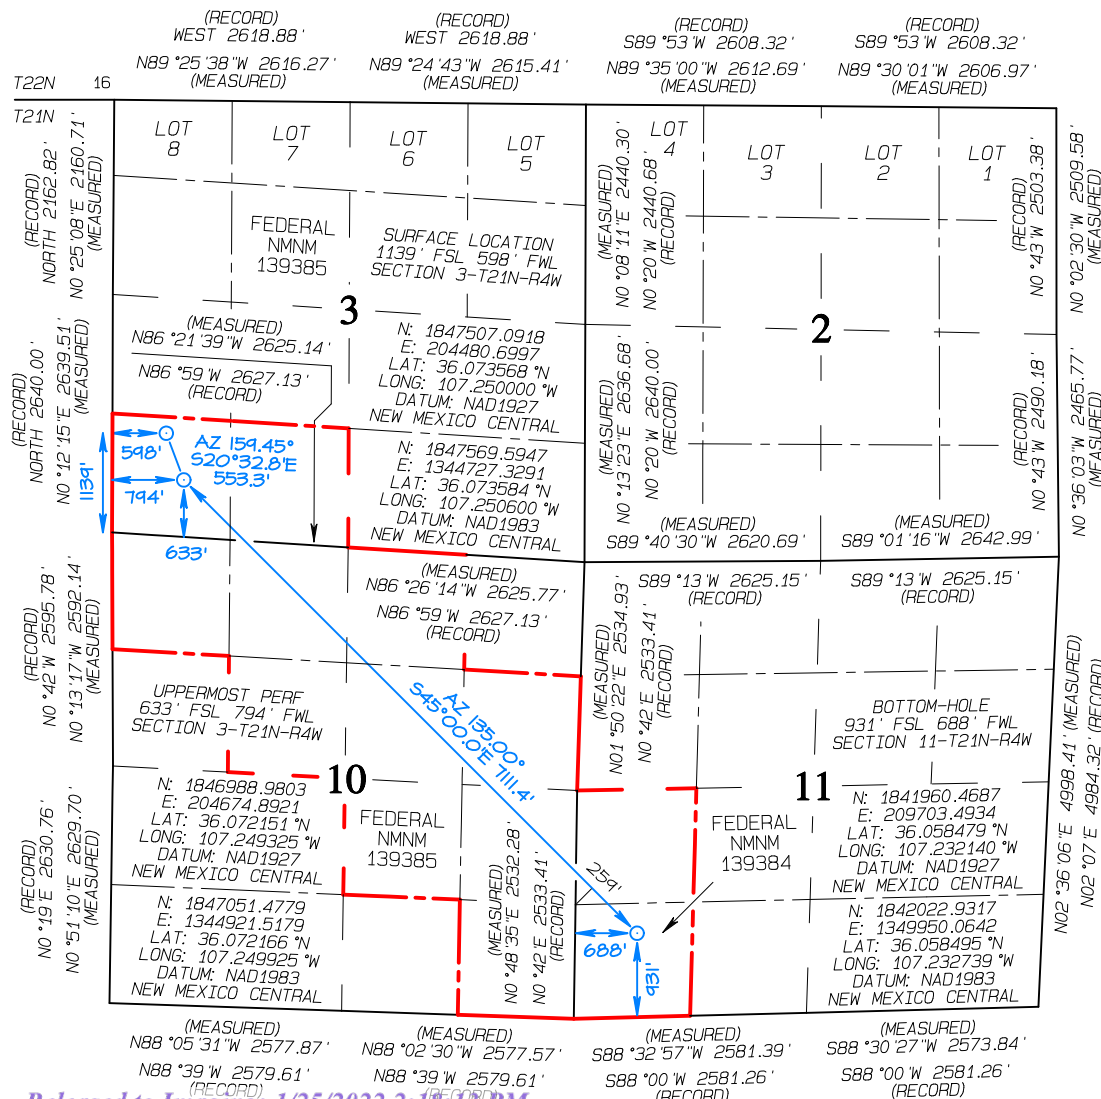 (RECORD)
WEST 2618.88'
N89°25'38"W 2616.27'
(MEASURED)
(RECORD)
WEST 2618.88'
N89°24'43"W 2615.41'
(MEASURED)
(RECORD)
S89°53'W 2608.32'
N89°35'00"W 2612.69'
(MEASURED)
(RECORD)
S89°53'W 2608.32'
N89°30'01"W 2606.97'
(MEASURED)
T22N 16
T21N
(RECORD)
NORTH 2162.82'
N0°25'08"E 2160.71'
(MEASURED)
LOT
8
LOT
7
LOT
6
LOT
5
LOT
4
LOT
3
LOT
2
LOT
1
(MEASURED)
N0°08'11"E 2440.30'
N0°20'W 2440.68'
(RECORD)
(RECORD)
N0°43'W 2503.38'
N0°02'30"W 2509.58'
(MEASURED)
FEDERAL
NMNM
139385
SURFACE LOCATION
1139' FSL 598' FWL
SECTION 3-T21N-R4W
3
2
(MEASURED)
N86°21'39"W 2625.14'
N86°59'W 2627.13'
(RECORD)
N: 1847507.0918
E: 204480.6997
LAT: 36.073568°N
LONG: 107.250000°W
DATUM: NAD1927
NEW MEXICO CENTRAL
N: 1847569.5947
E: 1344727.3291
LAT: 36.073584°N
LONG: 107.250600°W
DATUM: NAD1983
NEW MEXICO CENTRAL
(RECORD)
NORTH 2640.00'
N0°12'15"E 2639.51'
(MEASURED)
(MEASURED)
N0°13'23"E 2636.68'
N0°20'W 2640.00'
(RECORD)
(RECORD)
N0°43'W 2490.18'
N0°36'03"W 2465.77'
(MEASURED)
598'
1139'
794'
633'
AZ 159.45°
S20°32.8'E
553.3'
(MEASURED)
S89°40'30"W 2620.69'
(MEASURED)
S89°01'16"W 2642.99'
S89°13'W 2625.15'
(RECORD)
S89°13'W 2625.15'
(RECORD)
(MEASURED)
N86°26'14"W 2625.77'
N86°59'W 2627.13'
(RECORD)
(RECORD)
N0°42'W 2595.78'
N0°13'17"W 2592.14'
(MEASURED)
(MEASURED)
N01°50'22"E 2534.93'
N0°42'E 2533.41'
(RECORD)
AZ 135.00°
S45°00.0'E 7111.4'
UPPERMOST PERF
633' FSL 794' FWL
SECTION 3-T21N-R4W
BOTTOM-HOLE
931' FSL 688' FWL
SECTION 11-T21N-R4W
N02°36'06"E 4998.41' (MEASURED)
N02°07'E 4984.32' (RECORD)
10
11
N: 1846988.9803
E: 204674.8921
LAT: 36.072151°N
LONG: 107.249325°W
DATUM: NAD1927
NEW MEXICO CENTRAL
N: 1847051.4779
E: 1344921.5179
LAT: 36.072166°N
LONG: 107.249925°W
DATUM: NAD1983
NEW MEXICO CENTRAL
FEDERAL
NMNM
139385
FEDERAL
NMNM
139384
N: 1841960.4687
E: 209703.4934
LAT: 36.058479°N
LONG: 107.232140°W
DATUM: NAD1927
NEW MEXICO CENTRAL
N: 1842022.9317
E: 1349950.0642
LAT: 36.058495°N
LONG: 107.232739°W
DATUM: NAD1983
NEW MEXICO CENTRAL
(RECORD)
N0°19'E 2630.76'
N0°51'10"E 2629.70'
(MEASURED)
(MEASURED)
N0°48'35"E 2532.28'
N0°42'E 2533.41'
(RECORD)
259'
688'
931'
(MEASURED)
N88°05'31"W 2577.87'
N88°39'W 2579.61'
(RECORD)
(MEASURED)
N88°02'30"W 2577.57'
N88°39'W 2579.61'
(RECORD)
(MEASURED)
S88°32'57"W 2581.39'
S88°00'W 2581.26'
(RECORD)
(MEASURED)
S88°30'27"W 2573.84'
S88°00'W 2581.26'
(RECORD)
Released to Imaging: 1/25/2022 2:18:13 PM